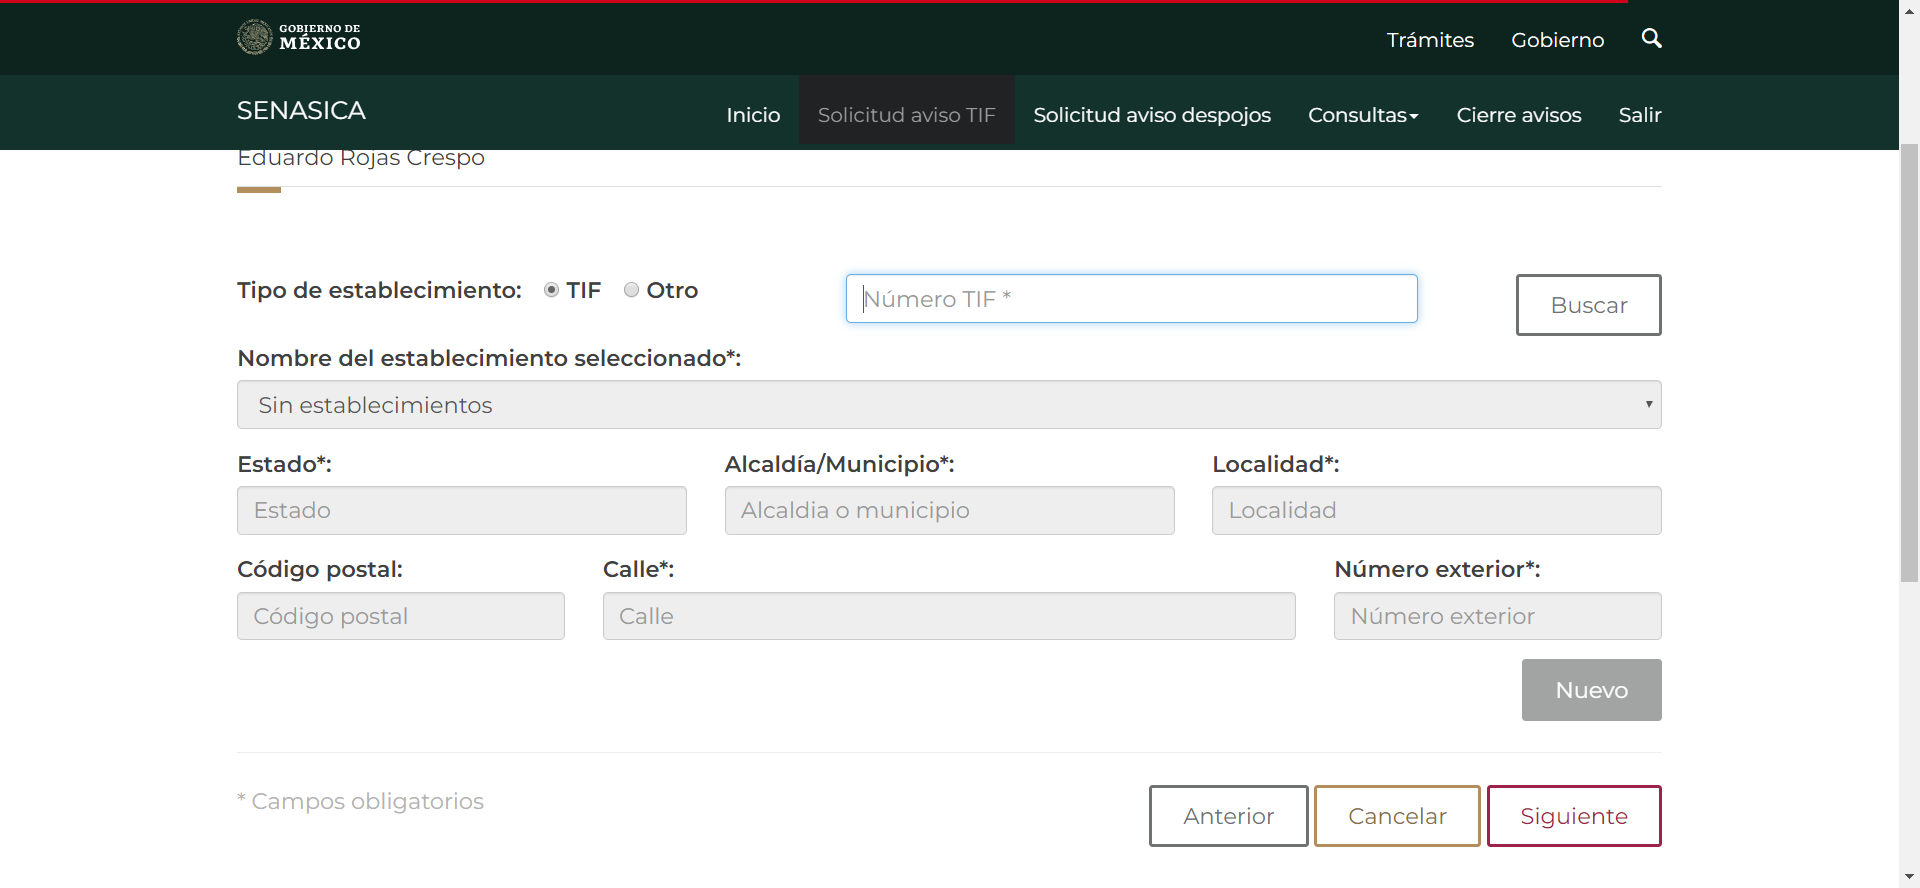 GOBIERNO DE
MÉXICO
Trámites Gobierno
SENASICA
Inicio Solicitud aviso TIF Solicitud aviso despojos Consultas Cierre avisos Salir
Eduardo Rojas Crespo
Tipo de establecimiento: TIF Otro Número TIF * Buscar
Nombre del establecimiento seleccionado*:
Sin establecimientos
Estado*: Alcaldía/Municipio*: Localidad*:
Estado Alcaldia o municipio Localidad
Código postal: Calle*: Número exterior*:
Código postal Calle Número exterior
Nuevo
* Campos obligatorios
Anterior Cancelar Siguiente